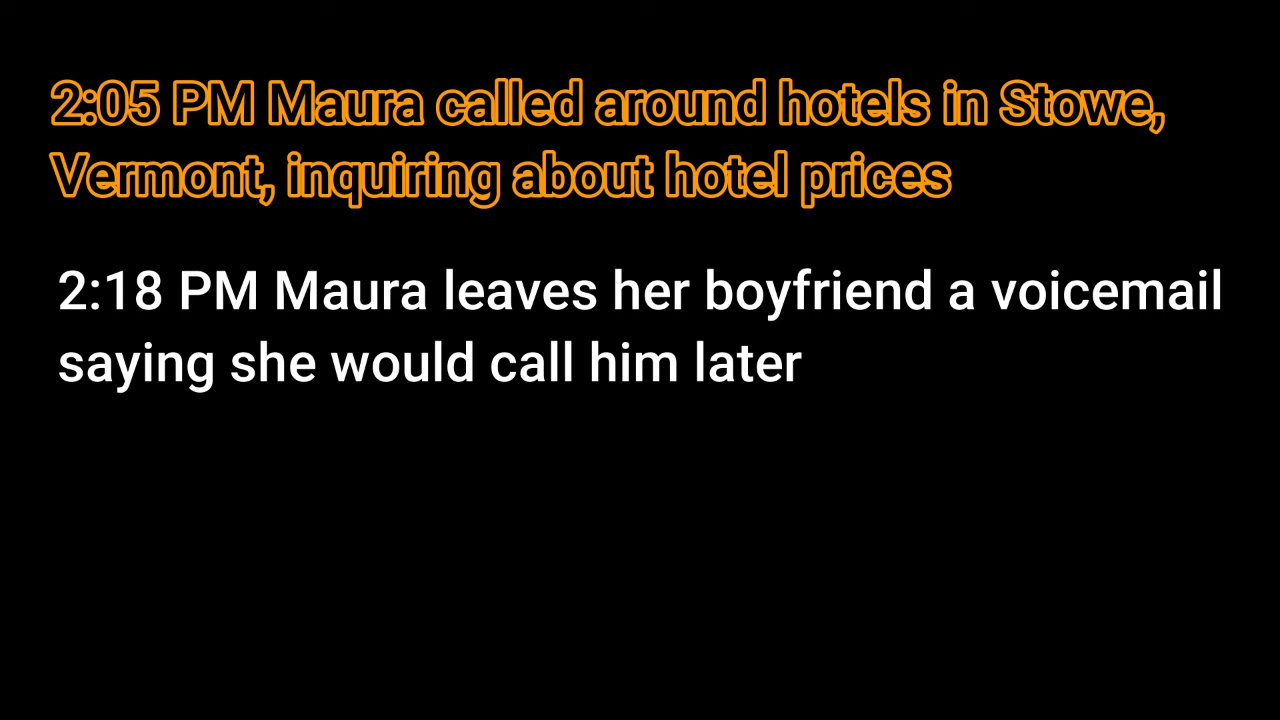 2:05 PM Maura called around hotels in Stowe,
Vermont, inquiring about hotel prices
2:18 PM Maura leaves her boyfriend a voicemail
saying she would call him later